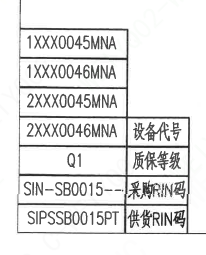 1XXX0045MNA
1XXX0046MNA
2XXX0045MNA
2XXX0046MNA 设备代号
Q1 质保等级
SIN-SB0015-- 采购RIN码
SIPSSB0015PT 供货RIN码